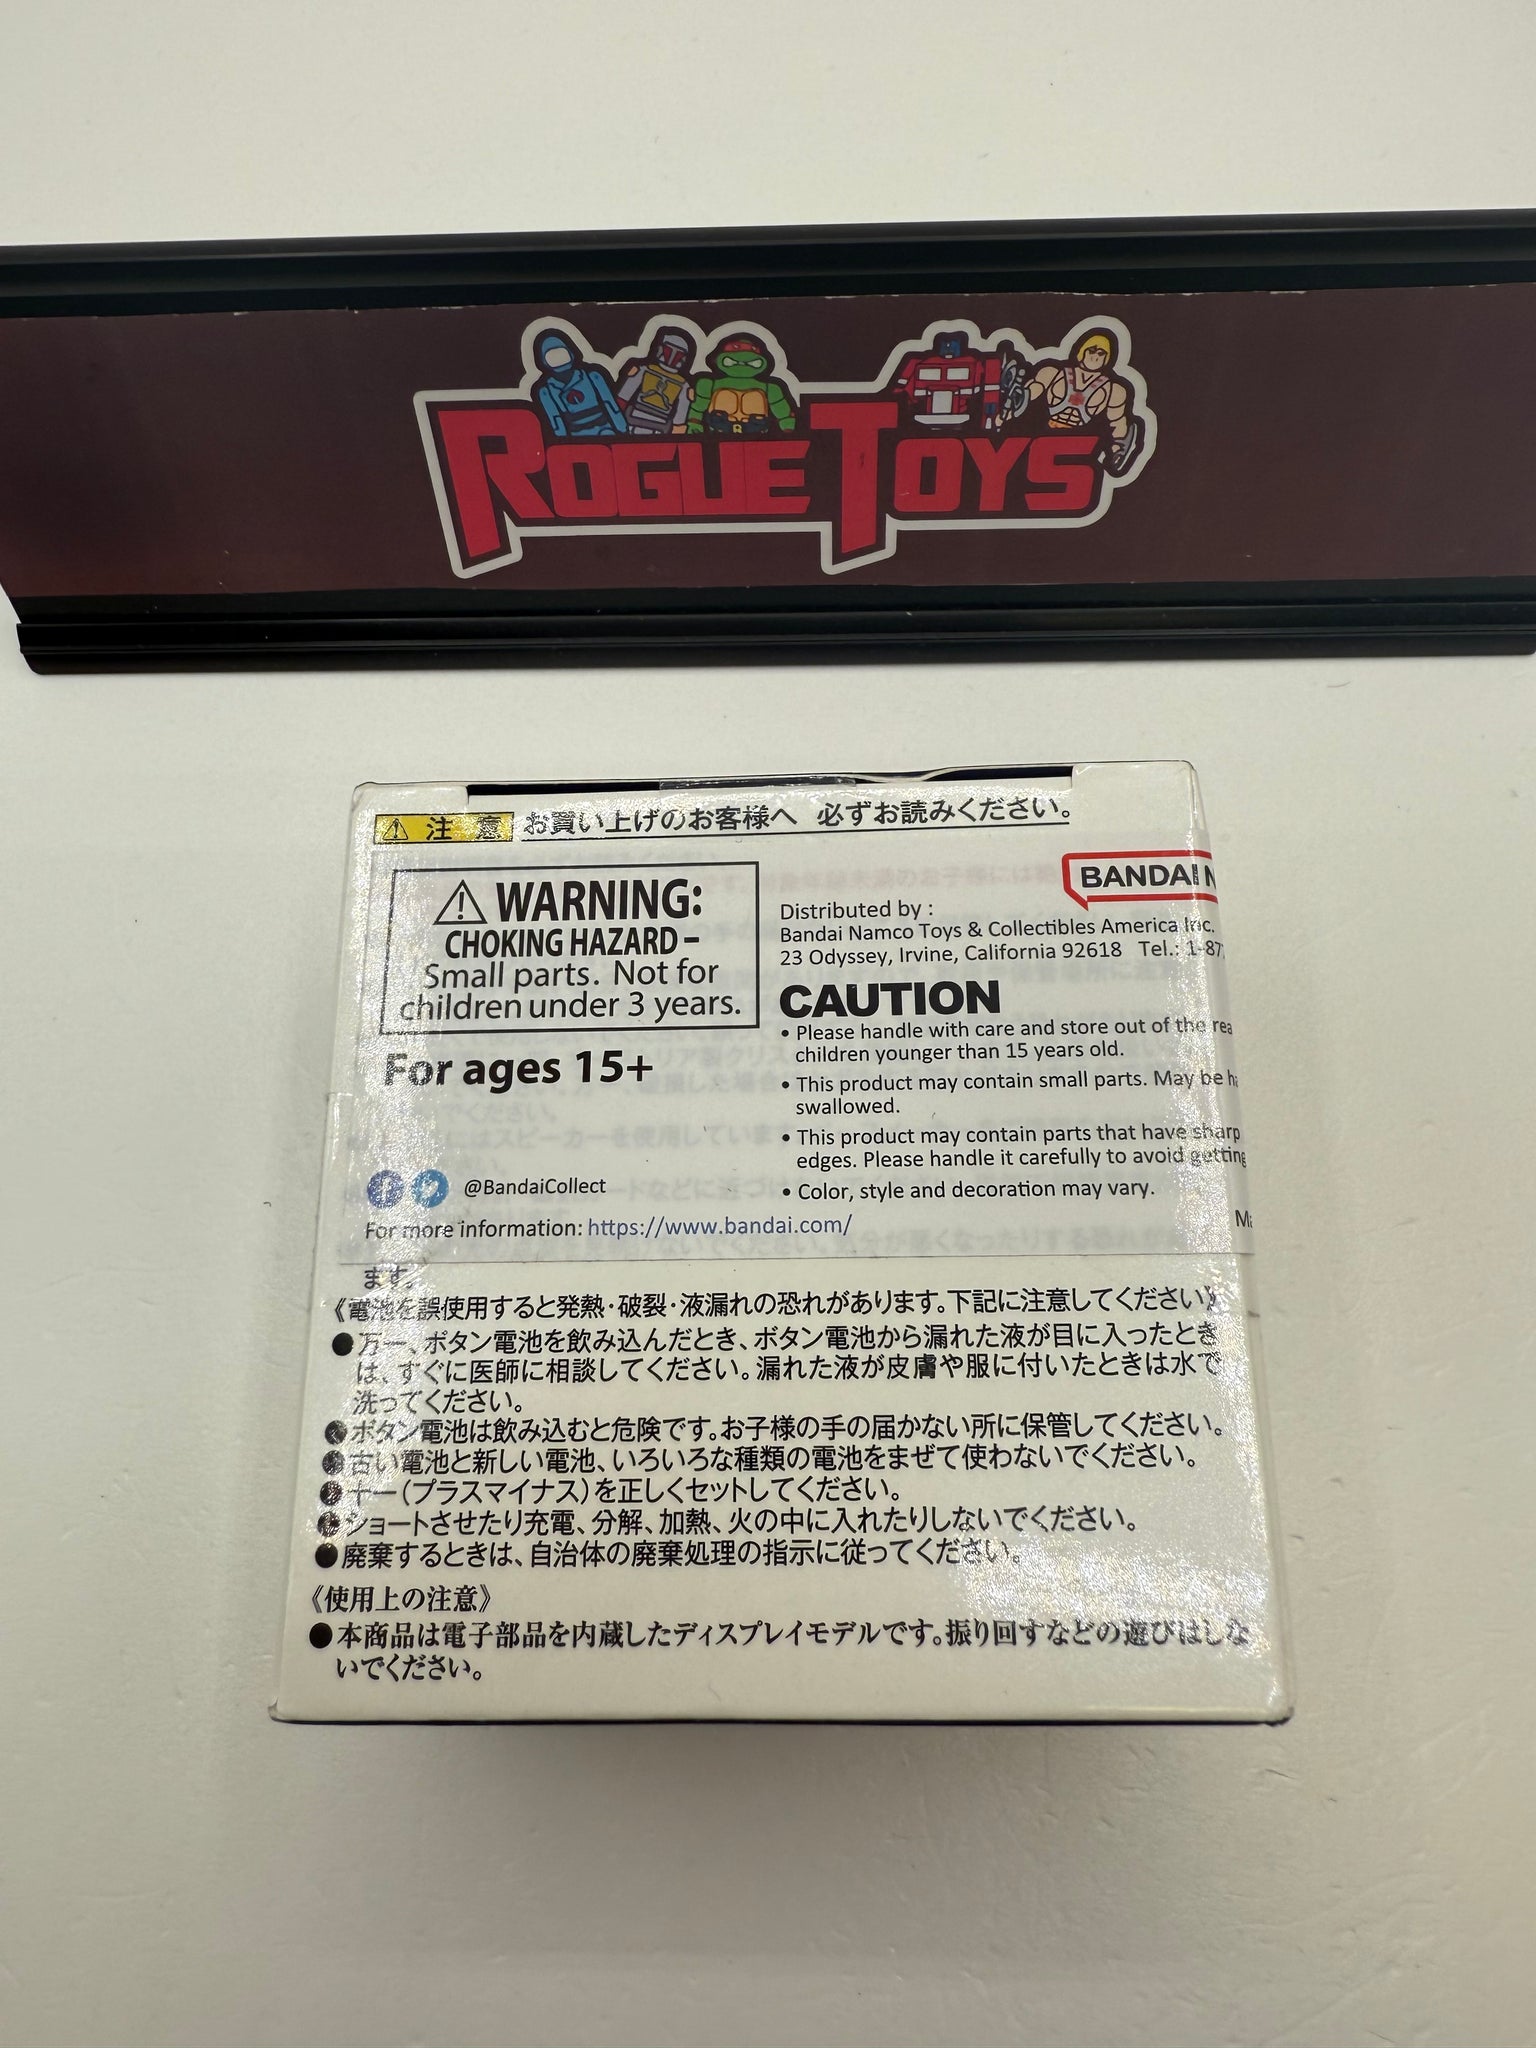 ROGUE TOYS
⚠ 注 意 お買い上げのお客様へ 必ずお読みください。
⚠ WARNING:
CHOKING HAZARD –
Small parts. Not for
children under 3 years.
For ages 15+
@BandaiCollect
For more information: https://www.bandai.com/
BANDAI N
Distributed by :
Bandai Namco Toys & Collectibles America Inc.
23 Odyssey, Irvine, California 92618 Tel.: 1-87
CAUTION
• Please handle with care and store out of the rea
children younger than 15 years old.
• This product may contain small parts. May be ha
swallowed.
• This product may contain parts that have sharp
edges. Please handle it carefully to avoid getting
• Color, style and decoration may vary.
Ma
ます。
《電池を誤使用すると発熱・破裂・液漏れの恐れがあります。下記に注意してください》
●万一、ボタン電池を飲み込んだとき、ボタン電池から漏れた液が目に入ったとき
は、すぐに医師に相談してください。漏れた液が皮膚や服に付いたときは水で
洗ってください。
●ボタン電池は飲み込むと危険です。お子様の手の届かない所に保管してください。
●古い電池と新しい電池、いろいろな種類の電池をまぜて使わないでください。
●＋－(プラスマイナス)を正しくセットしてください。
●ショートさせたり充電、分解、加熱、火の中に入れたりしないでください。
●廃棄するときは、自治体の廃棄処理の指示に従ってください。
《使用上の注意》
●本商品は電子部品を内蔵したディスプレイモデルです。振り回すなどの遊びはしな
いでください。